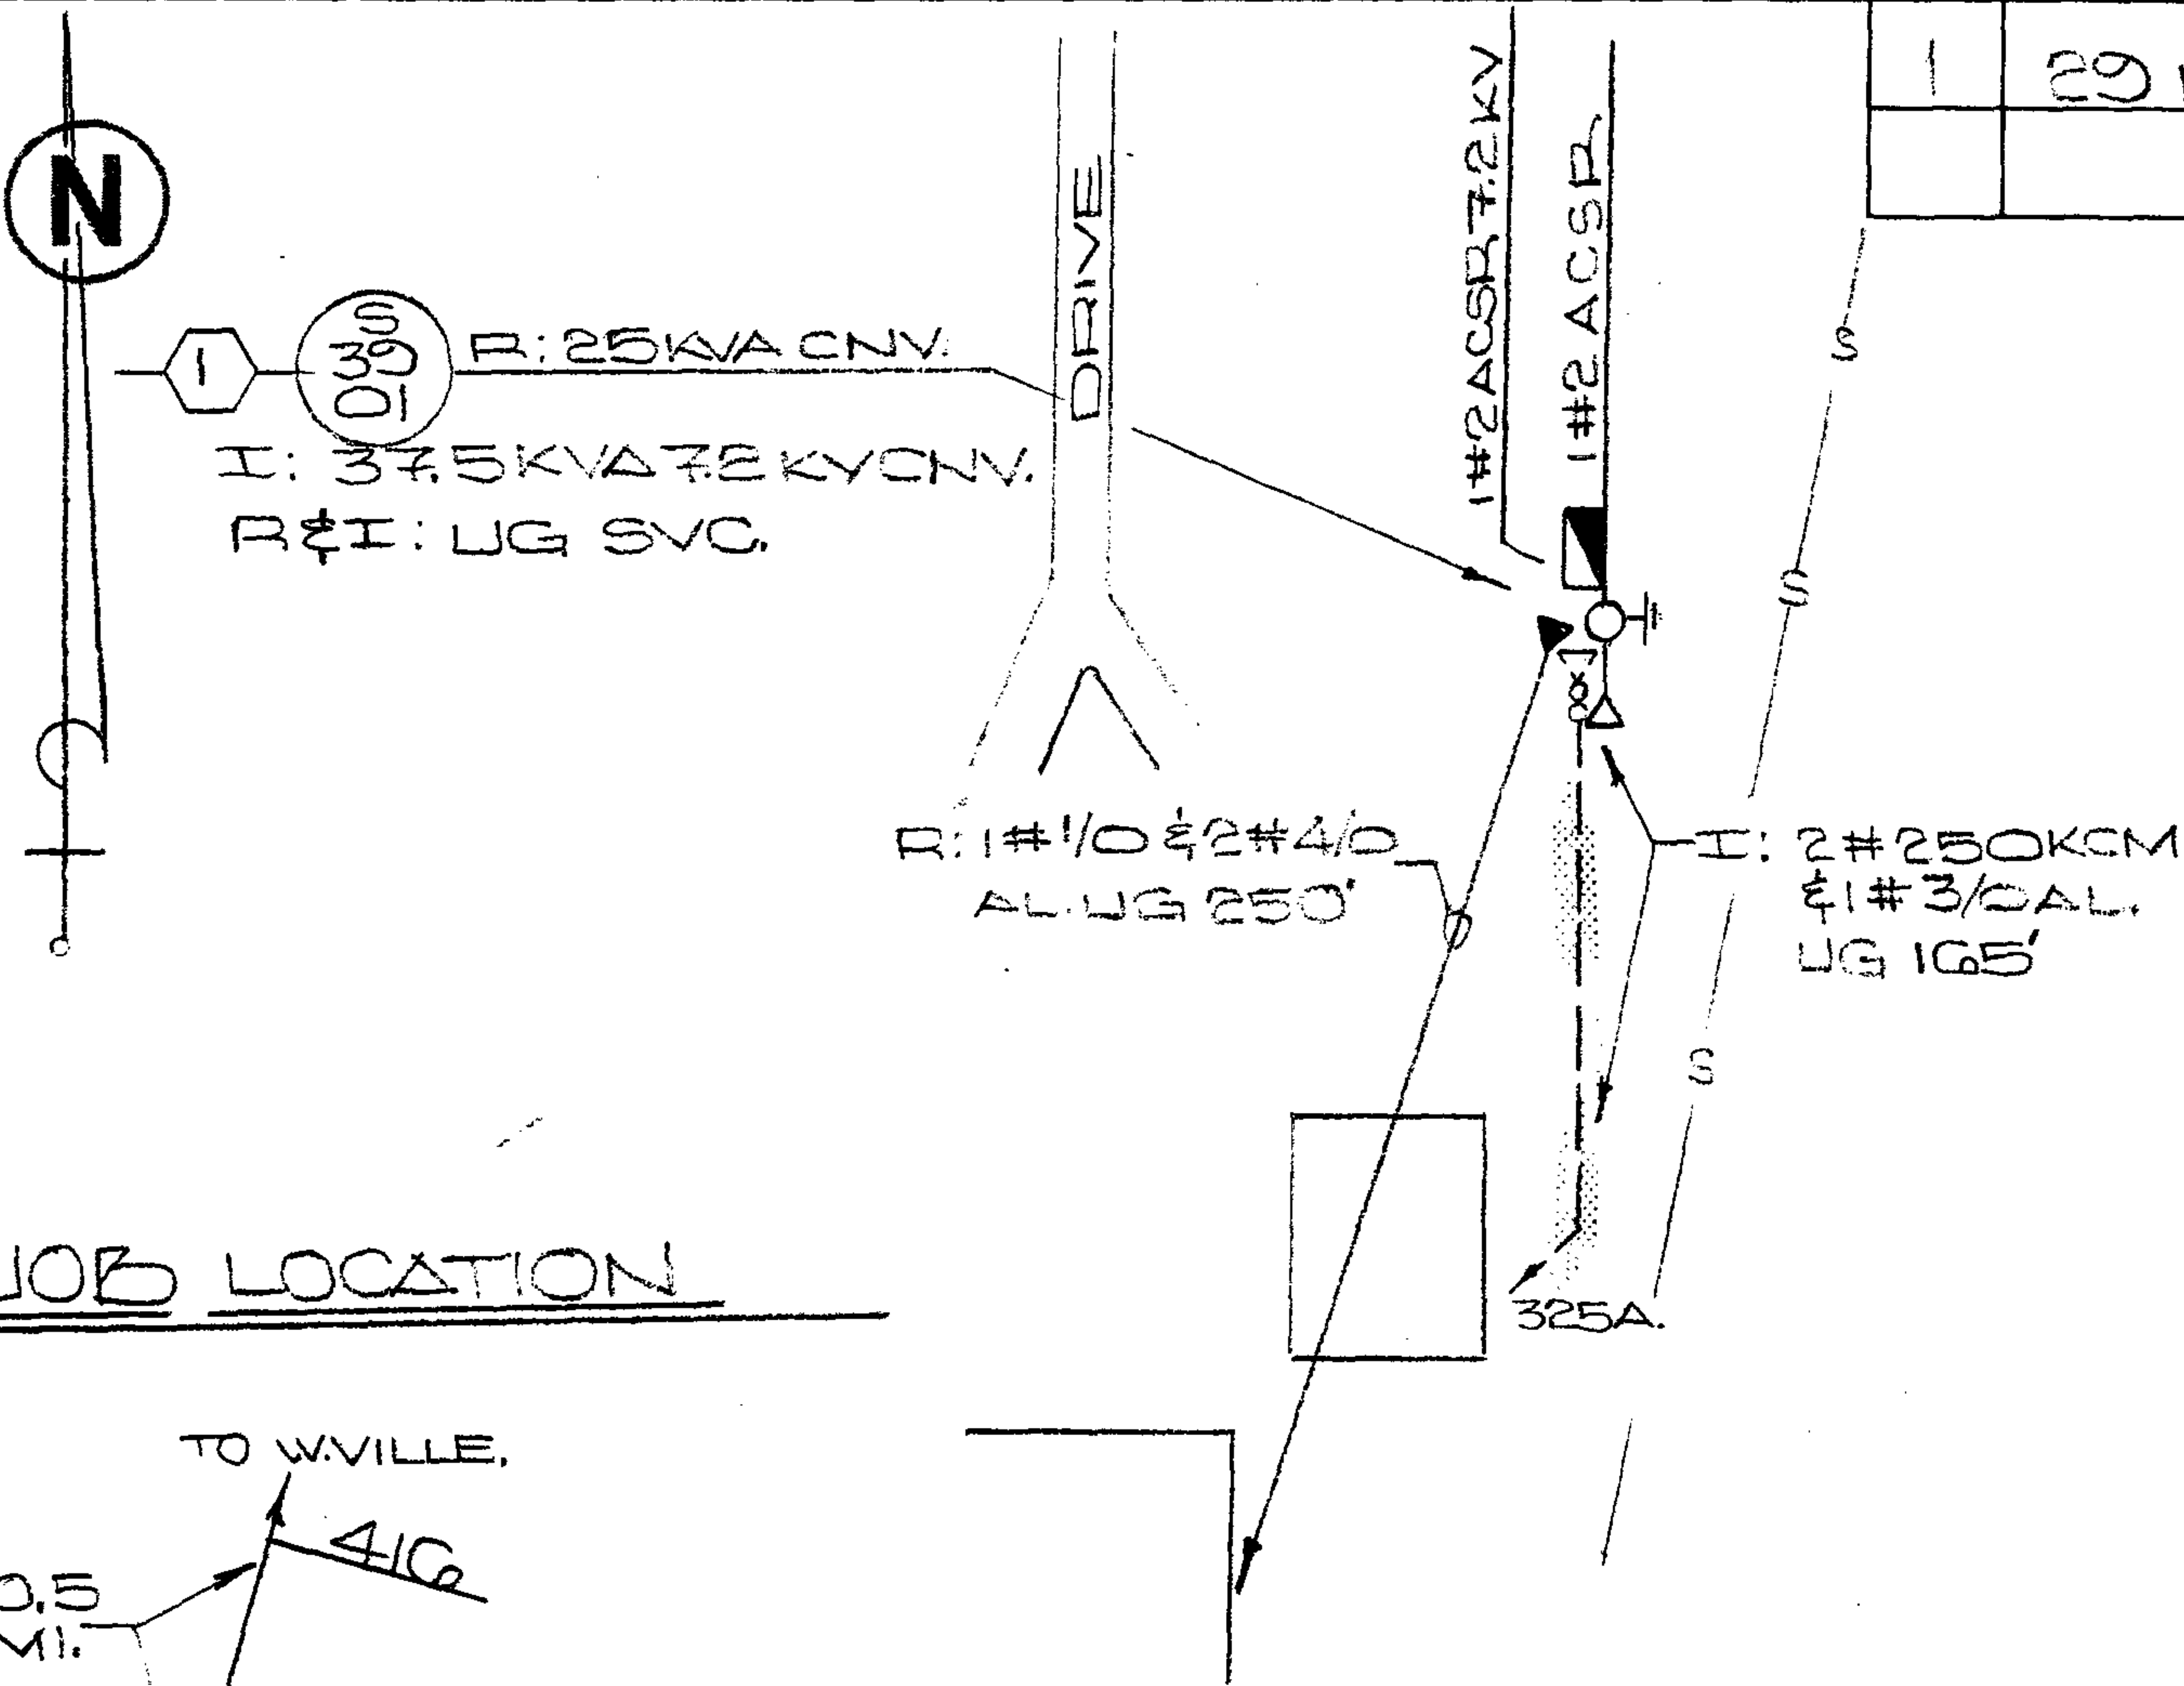 1
29
N
DRIVE
1#2ACSR 7.2KV
1#2 ACSR
S
1
S
39
01
R: 25KVA CNV.
I: 37.5KVA 7.2KV CNV.
R&I: UG SVC.
S
R: 1#1/0 & 2#4/0
AL. UG 250'
I: 2#250KCM
& 1#3/0 AL.
UG 165'
S
JOB LOCATION
325A.
TO W.VILLE.
416
0.5
MI.